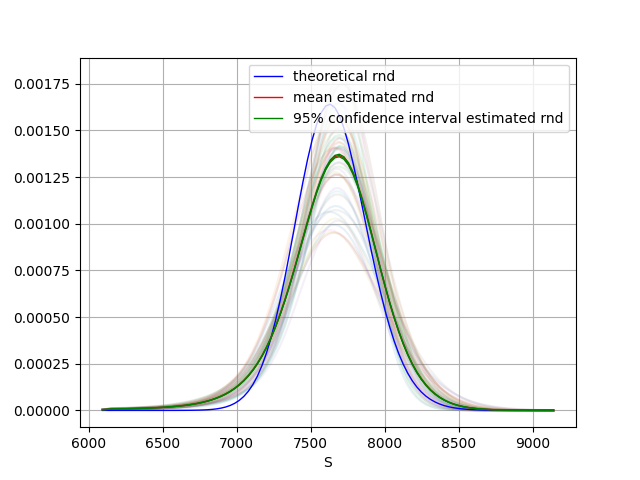 theoretical rnd
mean estimated rnd
95% confidence interval estimated rnd
0.00175
0.00150
0.00125
0.00100
0.00075
0.00050
0.00025
0.00000
6000 6500 7000 7500 8000 8500 9000
S